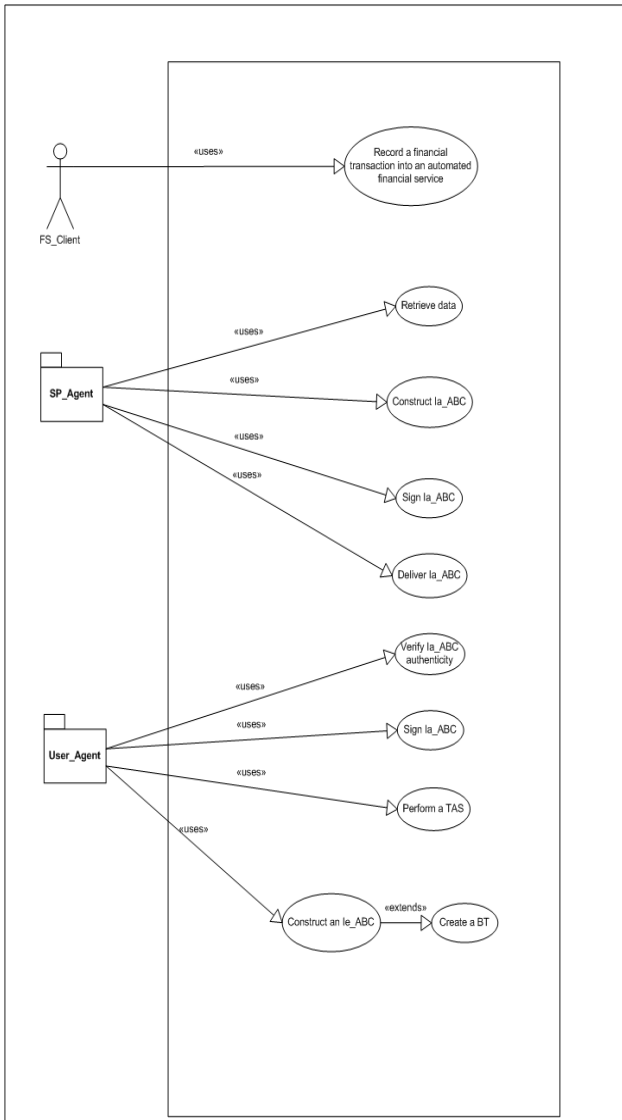 «uses»
Record a financial
transaction into an automated
financial service
FS_Client
Retrieve data
«uses»
SP_Agent
«uses»
Construct Ia_ABC
«uses»
Sign Ia_ABC
«uses»
Deliver Ia_ABC
Verify Ia_ABC
authenticity
«uses»
User_Agent
«uses»
Sign Ia_ABC
«uses»
Perform a TAS
«uses»
Construct an Ie_ABC
«extends»
Create a BT